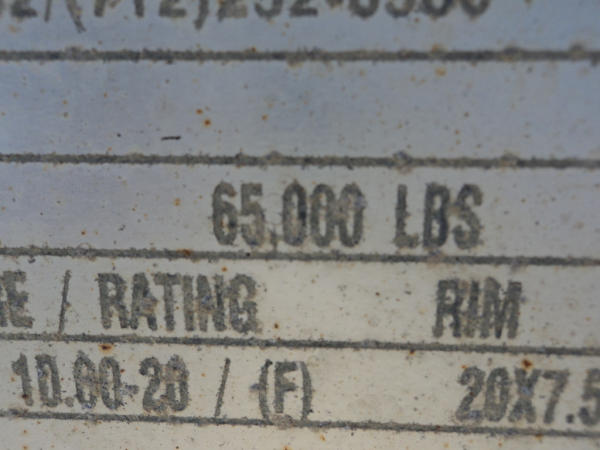 65,000 LBS
/ RATING RIM
10.00-20 / (F) 20X7.5